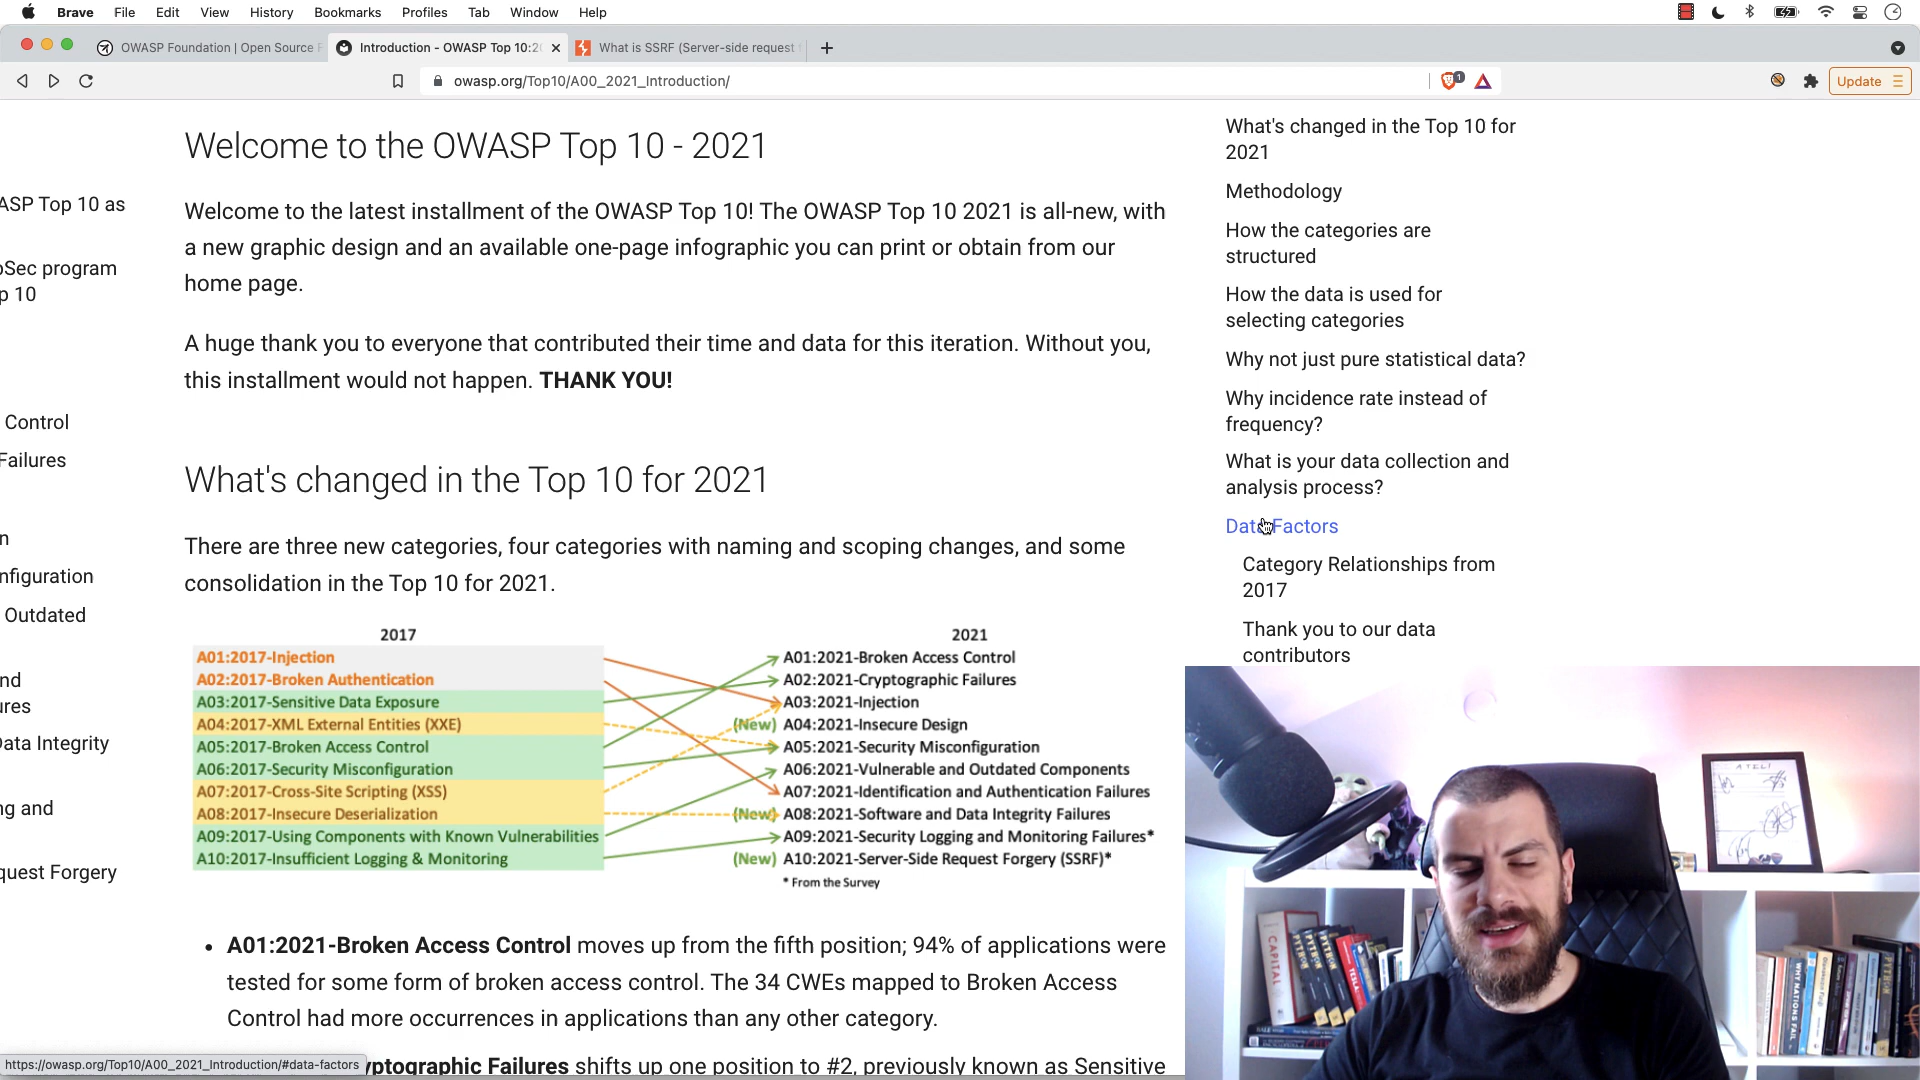 Brave File Edit View History Bookmarks Profiles Tab Window Help
OWASP Foundation | Open Source F
Introduction - OWASP Top 10:20
What is SSRF (Server-side request f
owasp.org/Top10/A00_2021_Introduction/
1
Update
ASP Top 10 as
oSec program
p 10
Control
Failures
n
nfiguration
Outdated
nd
ures
Data Integrity
ng and
quest Forgery
Welcome to the OWASP Top 10 - 2021
Welcome to the latest installment of the OWASP Top 10! The OWASP Top 10 2021 is all-new, with
a new graphic design and an available one-page infographic you can print or obtain from our
home page.
A huge thank you to everyone that contributed their time and data for this iteration. Without you,
this installment would not happen. THANK YOU!
What's changed in the Top 10 for 2021
There are three new categories, four categories with naming and scoping changes, and some
consolidation in the Top 10 for 2021.
2017
A01:2017-Injection
A02:2017-Broken Authentication
A03:2017-Sensitive Data Exposure
A04:2017-XML External Entities (XXE)
A05:2017-Broken Access Control
A06:2017-Security Misconfiguration
A07:2017-Cross-Site Scripting (XSS)
A08:2017-Insecure Deserialization
A09:2017-Using Components with Known Vulnerabilities
A10:2017-Insufficient Logging & Monitoring
2021
A01:2021-Broken Access Control
A02:2021-Cryptographic Failures
A03:2021-Injection
(New) A04:2021-Insecure Design
A05:2021-Security Misconfiguration
A06:2021-Vulnerable and Outdated Components
A07:2021-Identification and Authentication Failures
(New) A08:2021-Software and Data Integrity Failures
A09:2021-Security Logging and Monitoring Failures*
(New) A10:2021-Server-Side Request Forgery (SSRF)*
* From the Survey
• A01:2021-Broken Access Control moves up from the fifth position; 94% of applications were
tested for some form of broken access control. The 34 CWEs mapped to Broken Access
Control had more occurrences in applications than any other category.
yptographic Failures shifts up one position to #2, previously known as Sensitive
https://owasp.org/Top10/A00_2021_Introduction/#data-factors
What's changed in the Top 10 for
2021
Methodology
How the categories are
structured
How the data is used for
selecting categories
Why not just pure statistical data?
Why incidence rate instead of
frequency?
What is your data collection and
analysis process?
Data Factors
Category Relationships from
2017
Thank you to our data
contributors
CAPITAL
PYTHON
PYTHON
WHY NATIONS FAIL
PYTHON